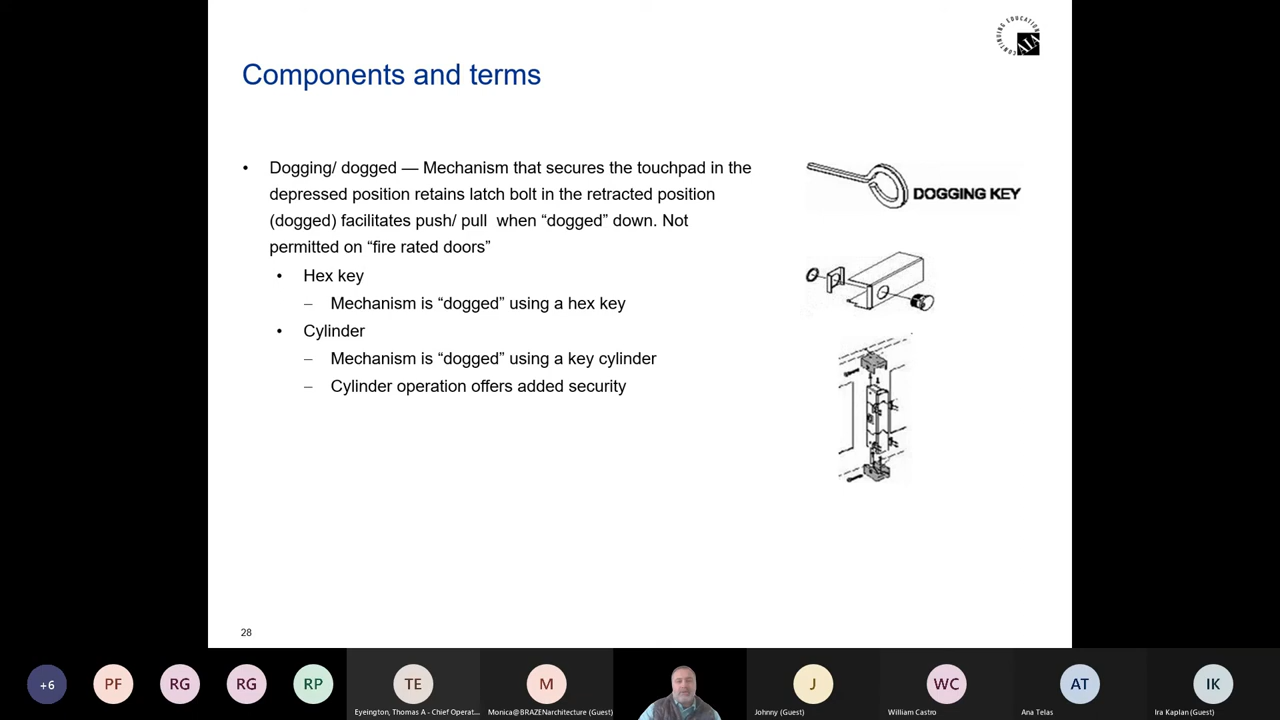 CONTINUING EDUCATION
AIA
Components and terms
• Dogging/ dogged — Mechanism that secures the touchpad in the
depressed position retains latch bolt in the retracted position
(dogged) facilitates push/ pull  when “dogged” down. Not
permitted on “fire rated doors”
• Hex key
– Mechanism is “dogged” using a hex key
• Cylinder
– Mechanism is “dogged” using a key cylinder
– Cylinder operation offers added security
DOGGING KEY
28
+6
PF
RG
RG
RP
TE
M
J
WC
AT
IK
Eyeington, Thomas A - Chief Operat...
Monica@BRAZENarchitecture (Guest)
Johnny (Guest)
William Castro
Ana Telas
Ira Kaplan (Guest)